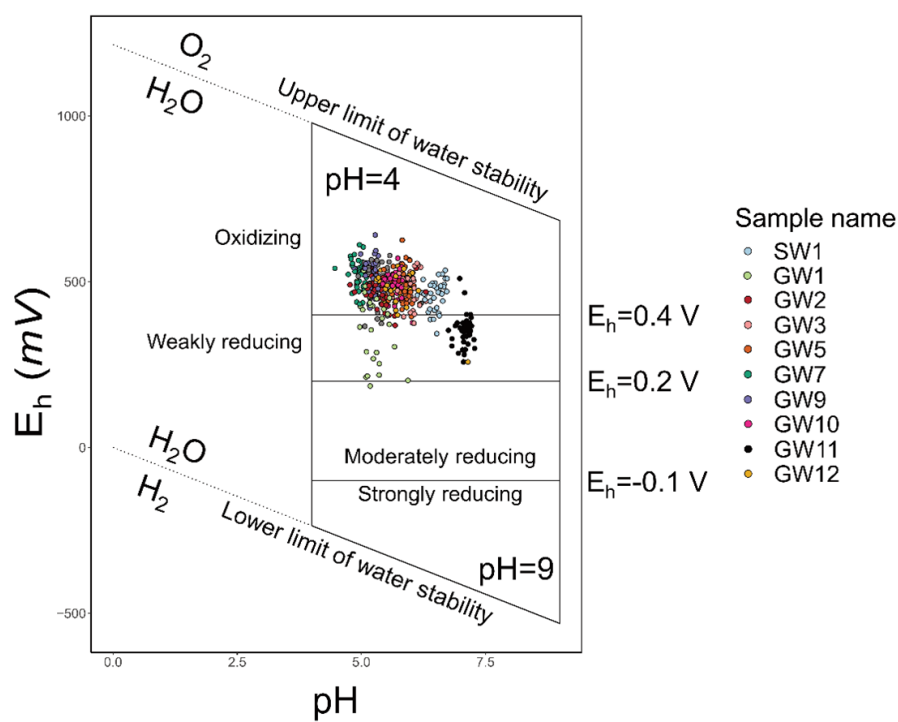 O2
H2O
Upper limit of water stability
1000
pH=4
Oxidizing
500
Eh=0.4 V
Weakly reducing
Eh=0.2 V
Eh (mV)
0
H2O
H2
Moderately reducing
Eh=-0.1 V
Strongly reducing
Lower limit of water stability
pH=9
−500
0.0
2.5
5.0
7.5
pH
Sample name
SW1
GW1
GW2
GW3
GW5
GW7
GW9
GW10
GW11
GW12